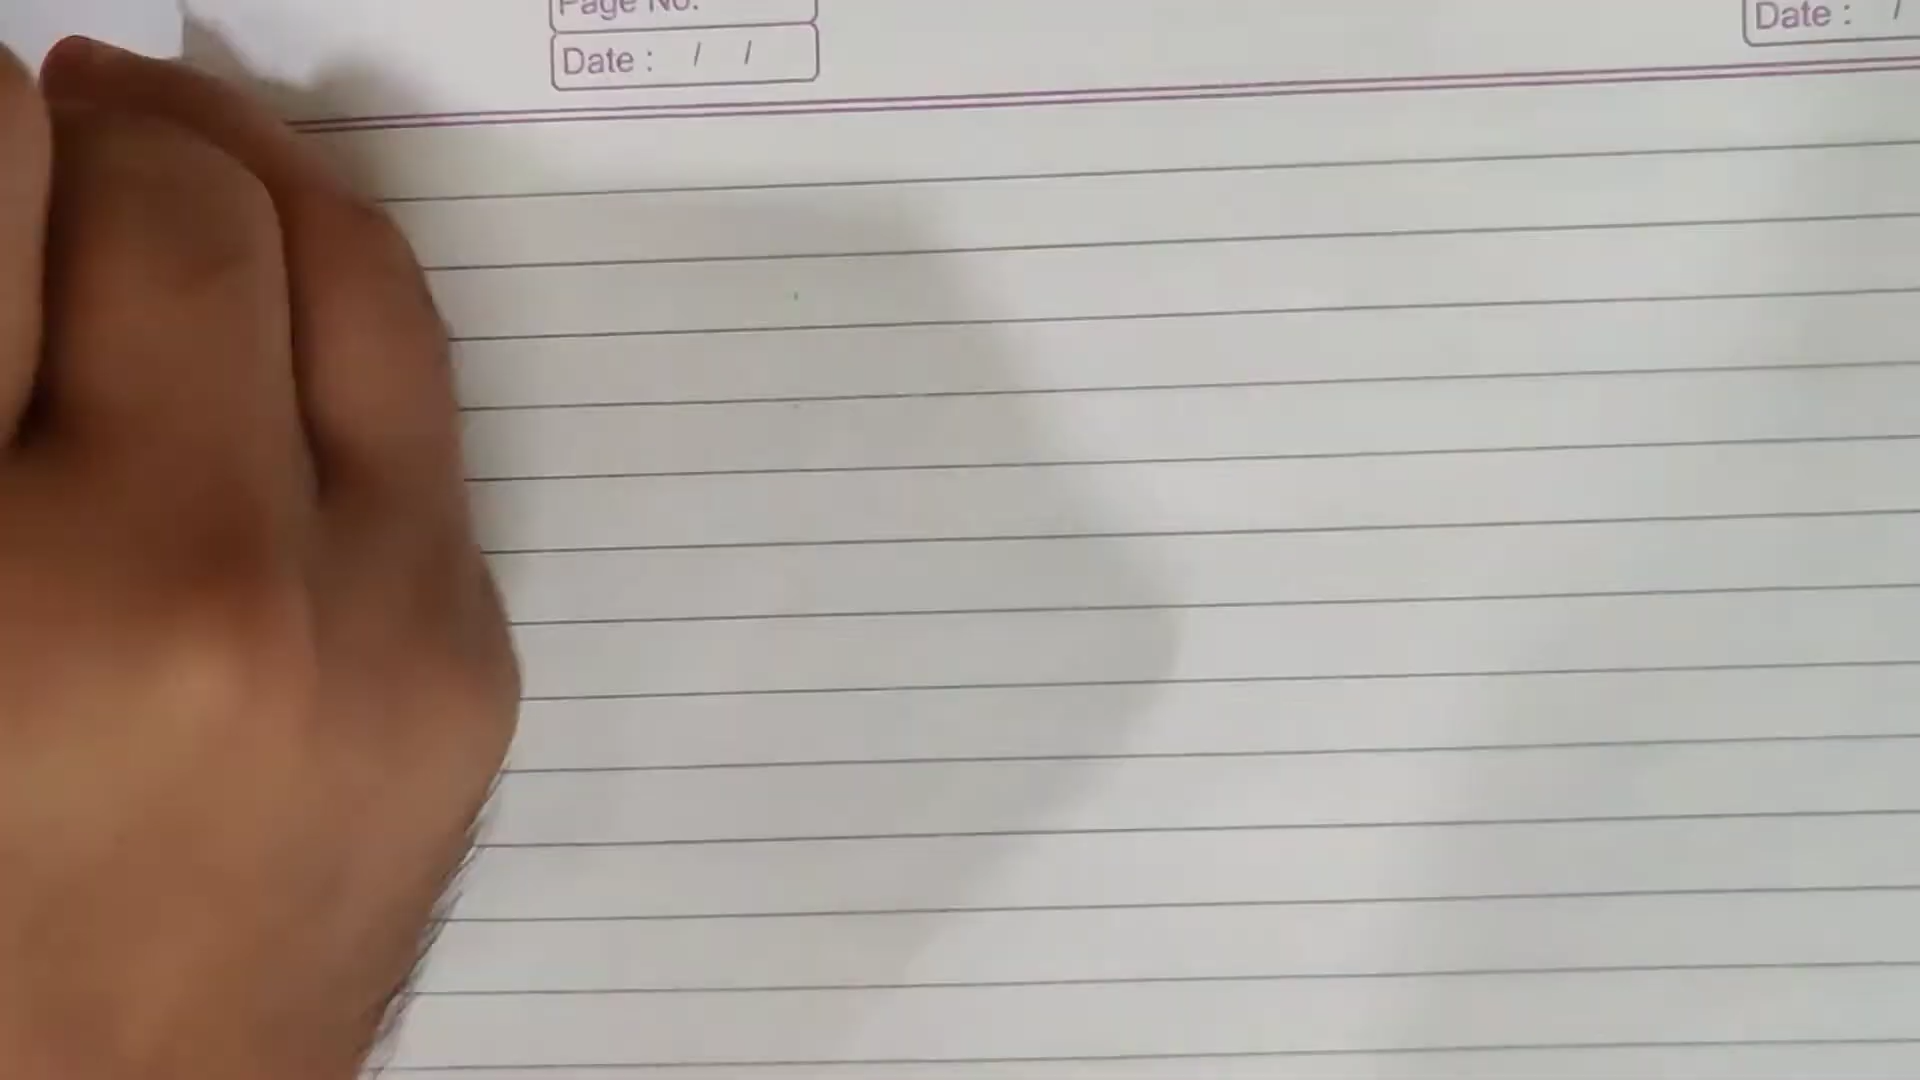 Page No.
Date : / /
Date : /